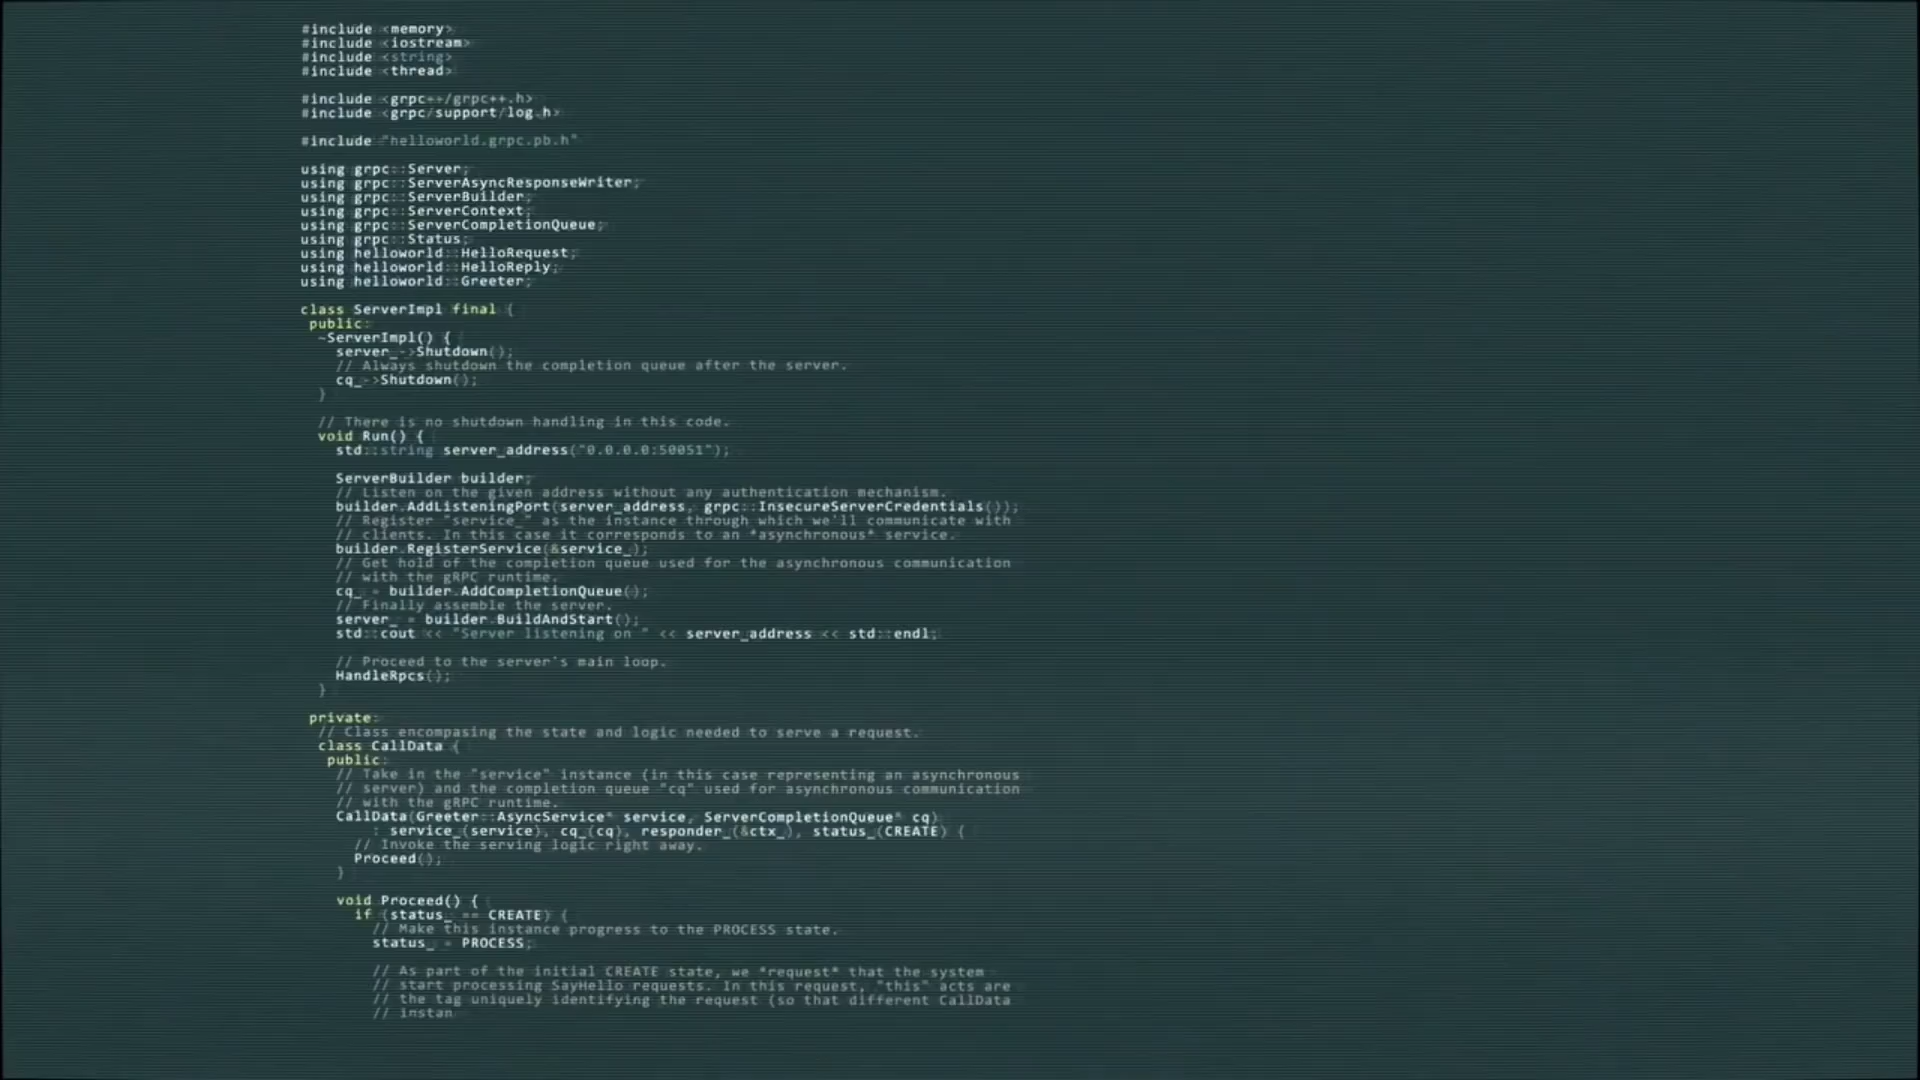 #include <memory>
#include <iostream>
#include <string>
#include <thread>
#include <grpc++/grpc++.h>
#include <grpc/support/log.h>
#include "helloworld.grpc.pb.h"
using grpc::Server;
using grpc::ServerAsyncResponseWriter;
using grpc::ServerBuilder;
using grpc::ServerContext;
using grpc::ServerCompletionQueue;
using grpc::Status;
using helloworld::HelloRequest;
using helloworld::HelloReply;
using helloworld::Greeter;
class ServerImpl final {
public:
~ServerImpl() {
server_->Shutdown();
// Always shutdown the completion queue after the server.
cq_->Shutdown();
}
// There is no shutdown handling in this code.
void Run() {
std::string server_address("0.0.0.0:50051");
ServerBuilder builder;
// Listen on the given address without any authentication mechanism.
builder.AddListeningPort(server_address, grpc::InsecureServerCredentials());
// Register "service_" as the instance through which we'll communicate with
// clients. In this case it corresponds to an *asynchronous* service.
builder.RegisterService(&service_);
// Get hold of the completion queue used for the asynchronous communication
// with the gRPC runtime.
cq_ = builder.AddCompletionQueue();
// Finally assemble the server.
server_ = builder.BuildAndStart();
std::cout << "Server listening on " << server_address << std::endl;
// Proceed to the server's main loop.
HandleRpcs();
}
private:
// Class encompasing the state and logic needed to serve a request.
class CallData {
public:
// Take in the "service" instance (in this case representing an asynchronous
// server) and the completion queue "cq" used for asynchronous communication
// with the gRPC runtime.
CallData(Greeter::AsyncService* service, ServerCompletionQueue* cq)
: service_(service), cq_(cq), responder_(&ctx_), status_(CREATE) {
// Invoke the serving logic right away.
Proceed();
}
void Proceed() {
if (status_ == CREATE) {
// Make this instance progress to the PROCESS state.
status_ = PROCESS;
// As part of the initial CREATE state, we *request* that the system
// start processing SayHello requests. In this request, "this" acts are
// the tag uniquely identifying the request (so that different CallData
// instan